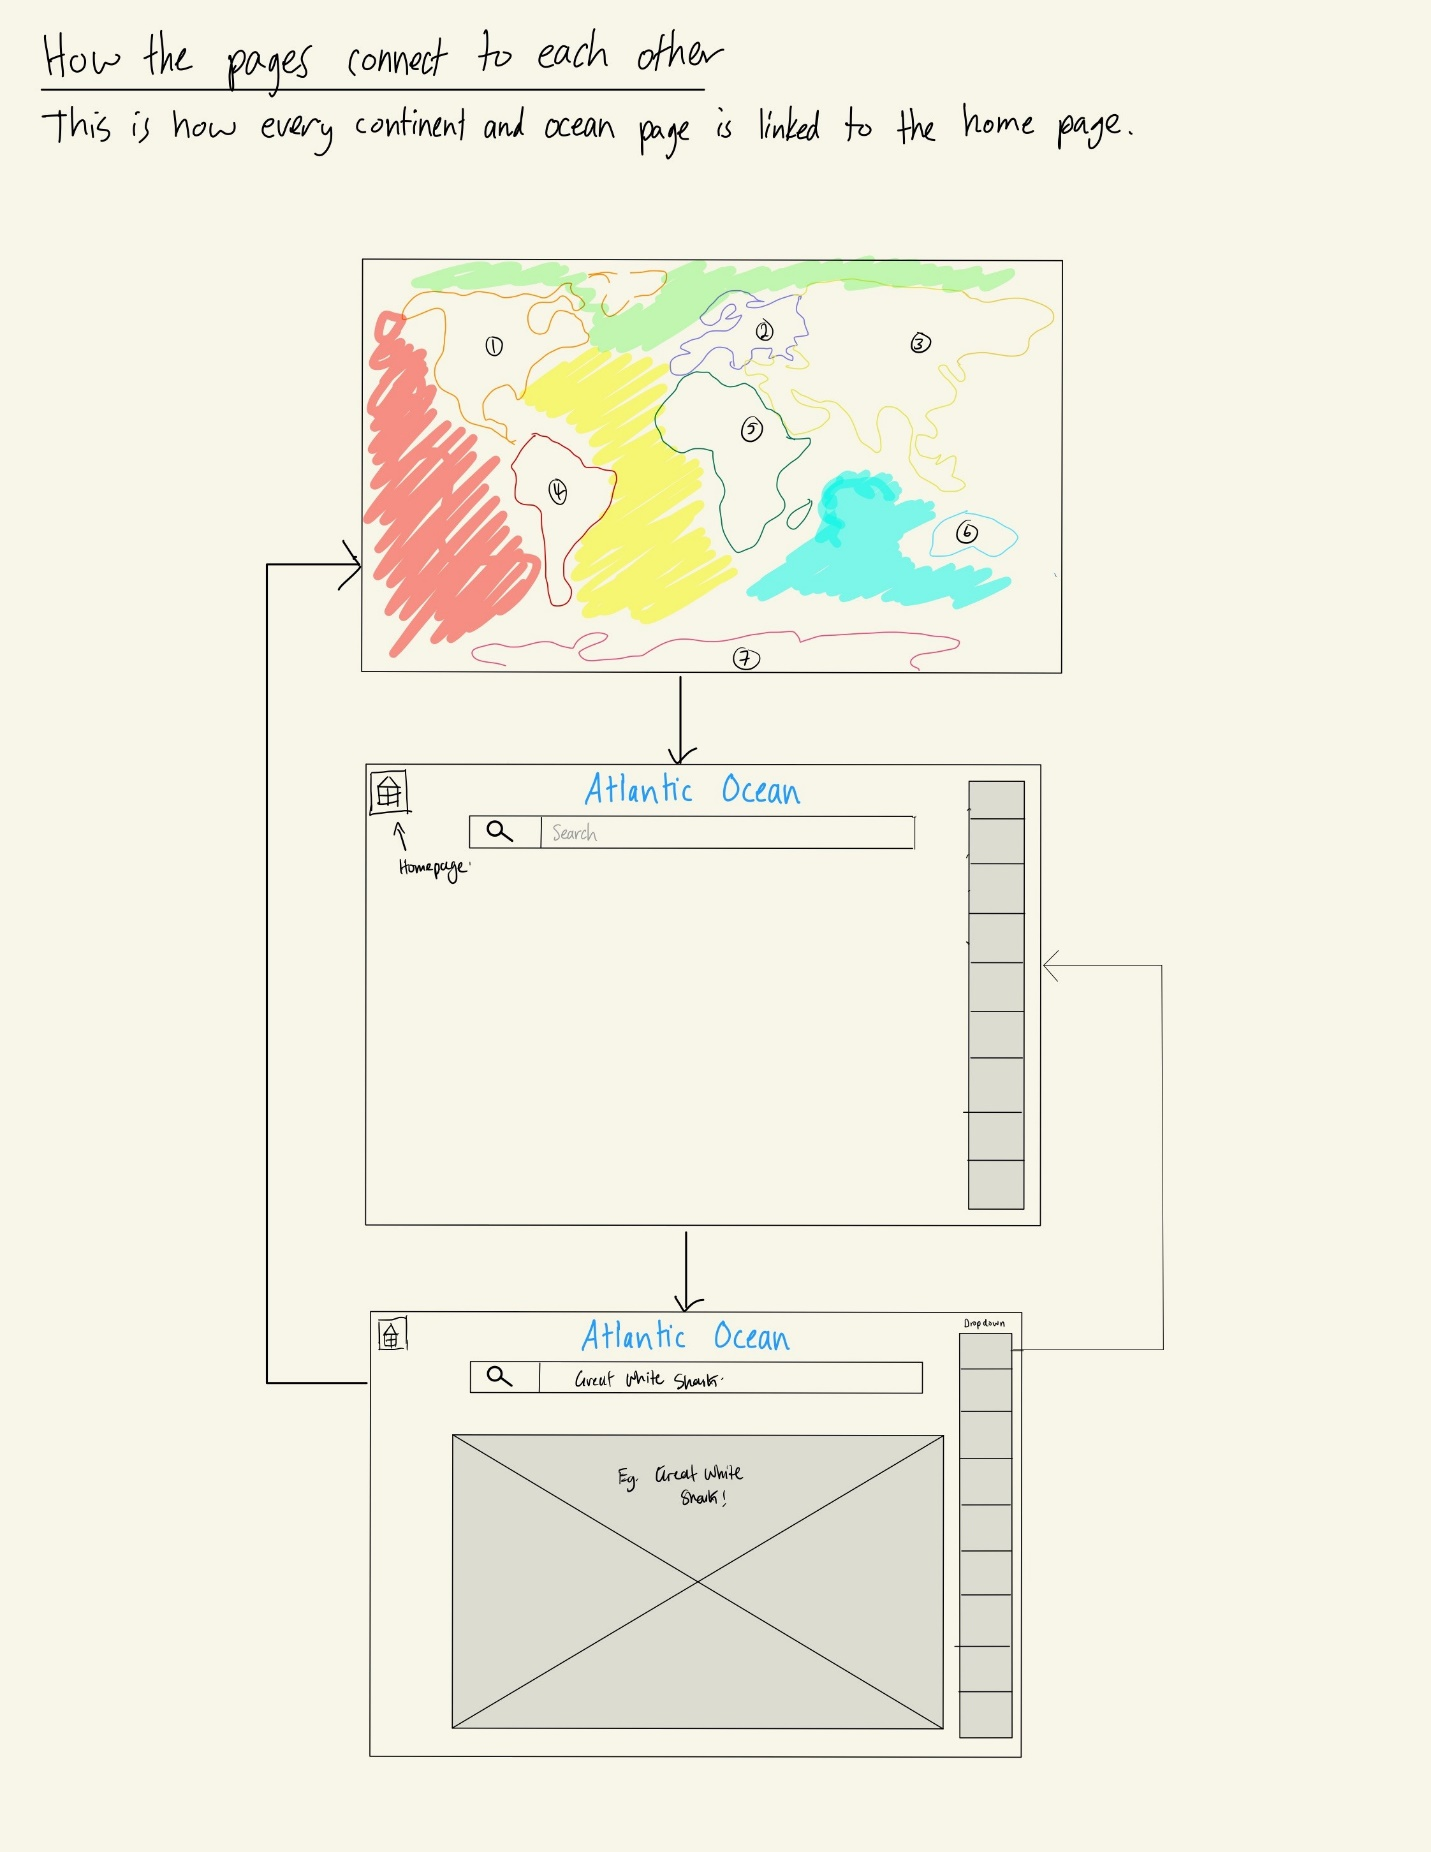 How the pages connect to each other
This is how every continent and ocean page is linked to the home page.
1
2
3
5
4
6
7
Atlantic Ocean
Search
Homepage
Atlantic Ocean
Dropdown
Great White Shark
Eg. Great White
Shark!